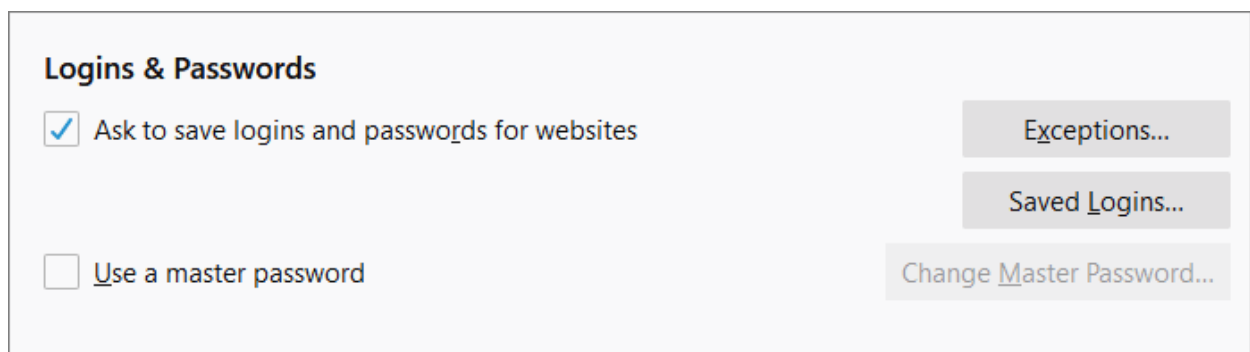 Logins & Passwords
Ask to save logins and passwords for websites
Exceptions...
Saved Logins...
Use a master password
Change Master Password...